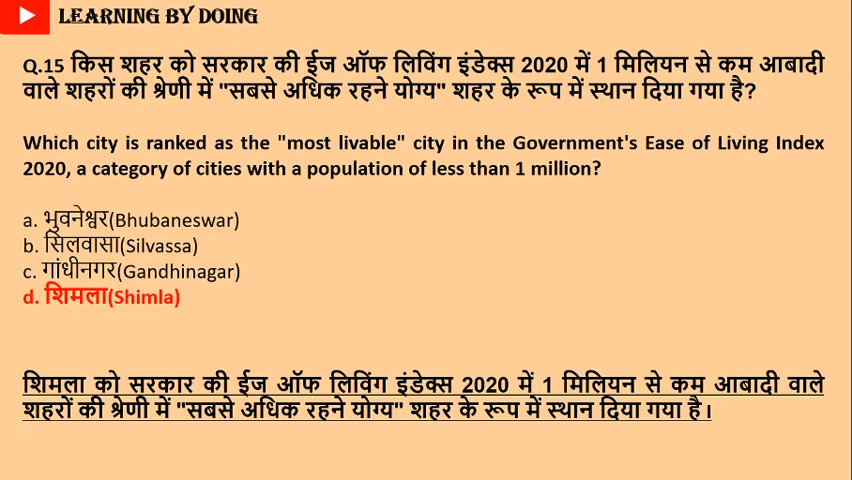 LEARNING BY DOING
Q.15 किस शहर को सरकार की ईज ऑफ लिविंग इंडेक्स 2020 में 1 मिलियन से कम आबादी
वाले शहरों की श्रेणी में "सबसे अधिक रहने योग्य" शहर के रूप में स्थान दिया गया है?
Which city is ranked as the "most livable" city in the Government's Ease of Living Index
2020, a category of cities with a population of less than 1 million?
a. भुवनेश्वर(Bhubaneswar)
b. सिलवासा(Silvassa)
c. गांधीनगर(Gandhinagar)
d. शिमला(Shimla)
शिमला को सरकार की ईज ऑफ लिविंग इंडेक्स 2020 में 1 मिलियन से कम आबादी वाले
शहरों की श्रेणी में "सबसे अधिक रहने योग्य" शहर के रूप में स्थान दिया गया है।